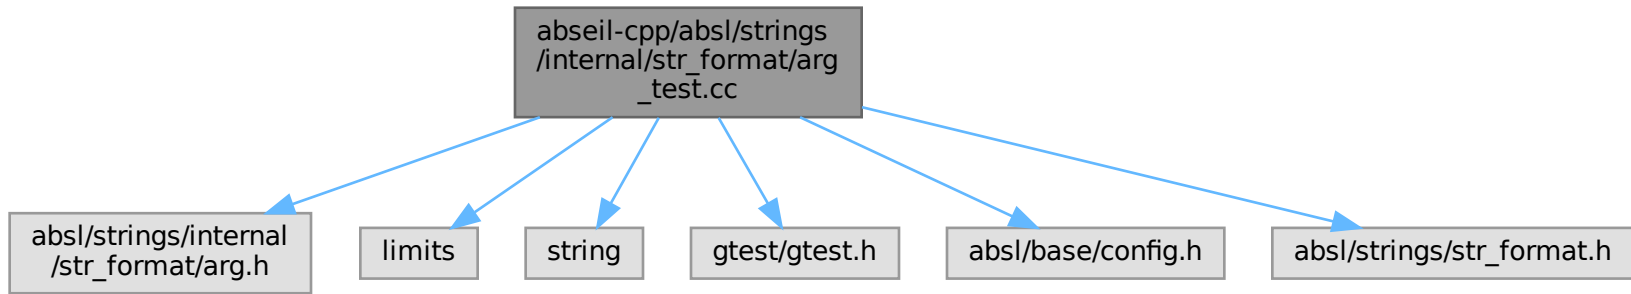 abseil-cpp/absl/strings
/internal/str_format/arg
_test.cc
absl/strings/internal
/str_format/arg.h
limits
string
gtest/gtest.h
absl/base/config.h
absl/strings/str_format.h